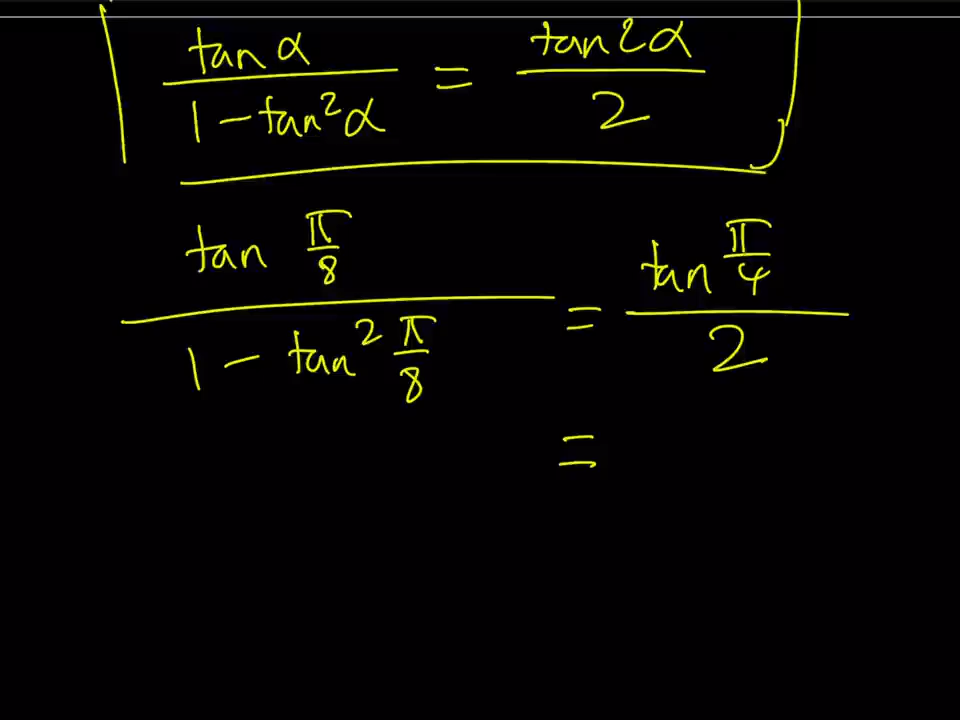 tan α / 1 − tan²α = tan 2α / 2
tan π/8 / 1 − tan² π/8 = tan π/4 / 2
=